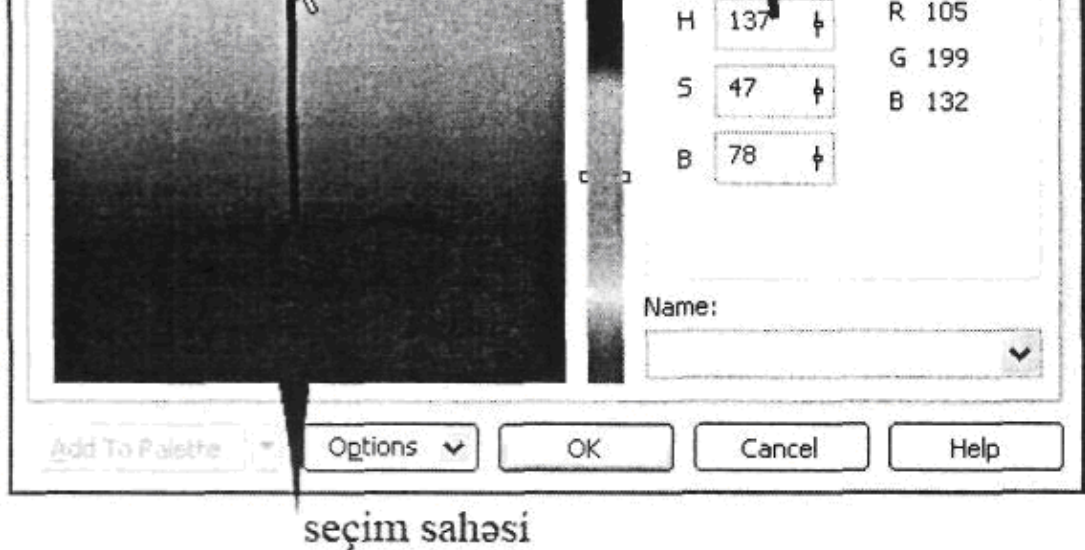 H 137 R 105
G 199
S 47
B 132
B 78
Name:
Add To Palette Options OK Cancel Help
seçim sahəsi